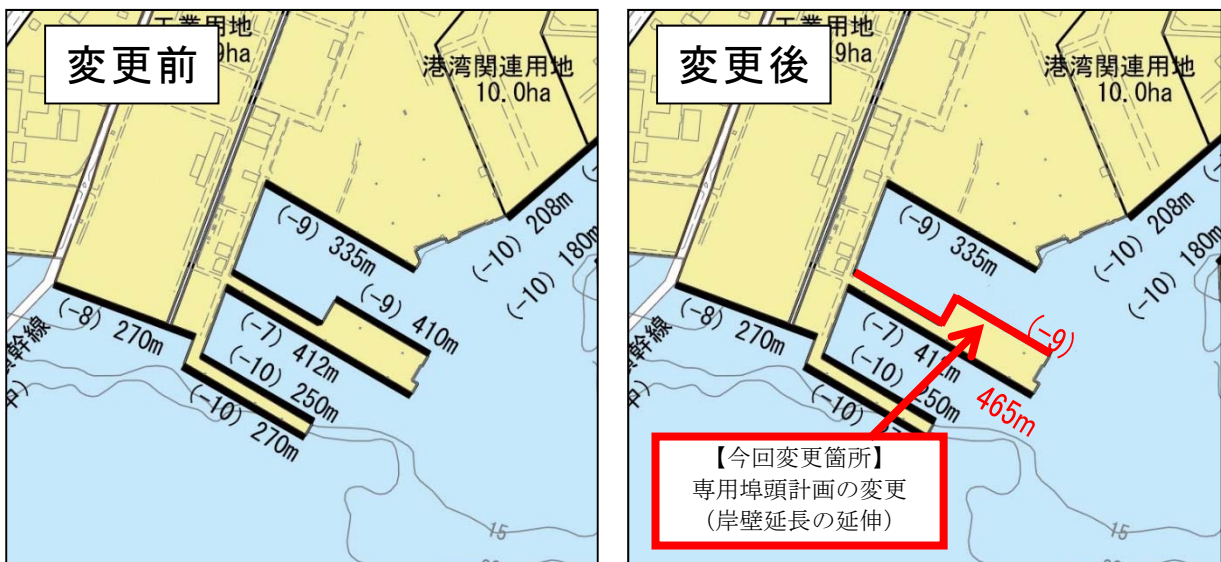 変更前
工業用地
9ha
港湾関連用地
10.0ha
(-9) 335m
(-10) 208m
(-10) 180m
(-9) 410m
(-8) 270m
(-7) 412m
(-10) 250m
(-10) 270m
幹線
15
変更後
工業用地
9ha
港湾関連用地
10.0ha
(-9) 335m
(-10) 208m
(-10) 180m
(-9)
465m
(-8) 270m
(-7) 412m
(-10) 250m
(-10)
幹線
【今回変更箇所】
専用埠頭計画の変更
（岸壁延長の延伸）
15